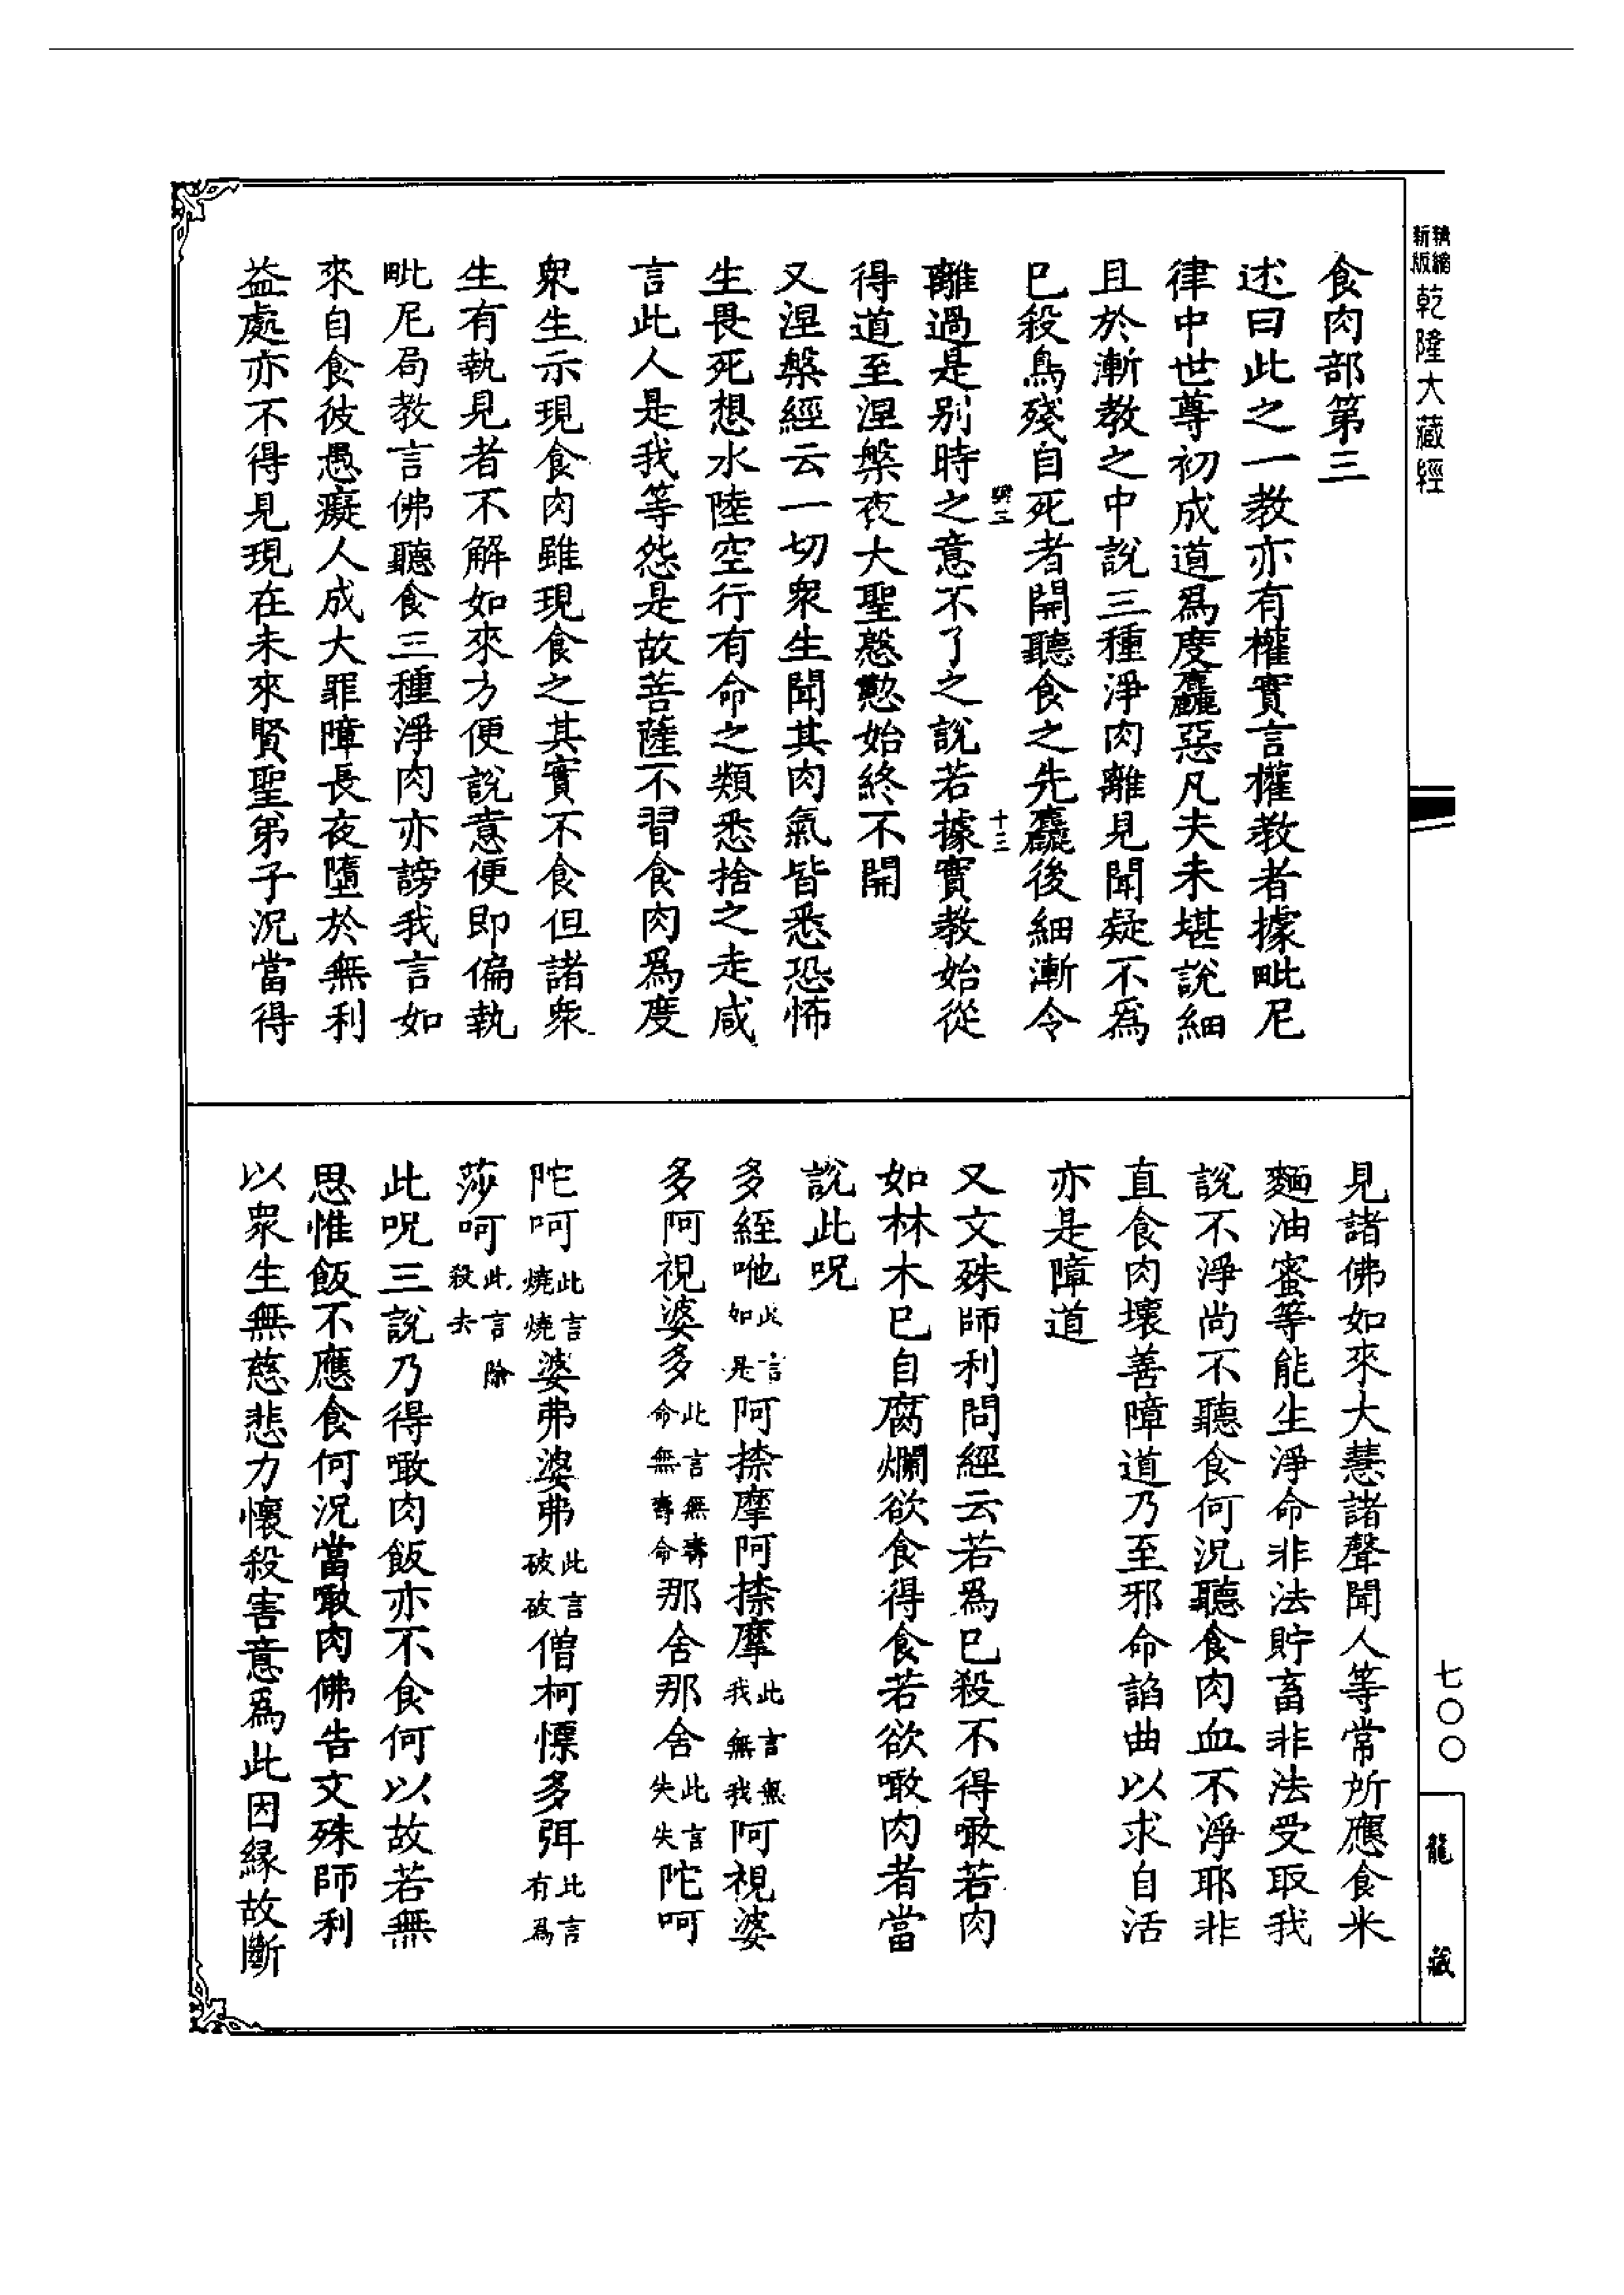 新版精縮
乾隆大藏經
食肉部第三
述曰此之一教亦有權實言權教者據毗尼
律中世尊初成道爲度麤惡凡夫未堪說細
且於漸教之中說三種淨肉離見聞疑不爲
已殺鳥殘自死者開聽食之先麤後細漸令
十三
離過是别時之意不了之說若據實教始從
得道至涅槃夜大聖慇懃始終不開
又涅槃經云一切衆生聞其肉氣皆悉恐怖
生畏死想水陸空行有命之類悉捨之走咸
言此人是我等怨是故菩薩不習食肉爲度
衆生示現食肉雖現食之其實不食但諸衆
生有執見者不解如來方便說意便即偏執
毗尼局教言佛聽食三種淨肉亦謗我言如
來自食彼愚癡人成大罪障長夜墮於無利
益處亦不得見現在未來賢聖弟子況當得
見諸佛如來大慧諸聲聞人等常所應食米
麵油蜜等能生淨命非法貯畜非法受取我
說不淨尚不聽食何況聽食肉血不淨耶非
直食肉壞善障道乃至邪命諂曲以求自活
亦是障道
又文殊師利問經云若爲已殺不得噉若肉
如林木已自腐爛欲食得食若欲噉肉者當
說此呪
多絰咃此言如是阿捺摩阿捺摩此言無我無我阿視婆
多阿視婆多此言無壽命無壽命那舍那舍此言失失陀呵
陀呵此言燒燒婆弗婆弗此言破破僧柯慄多弭此言有爲
莎呵此言除殺去
此呪三說乃得噉肉飯亦不食何以故若無
思惟飯不應食何況當噉肉佛告文殊師利
以衆生無慈悲力懷殺害意爲此因緣故斷
七〇〇
龍藏